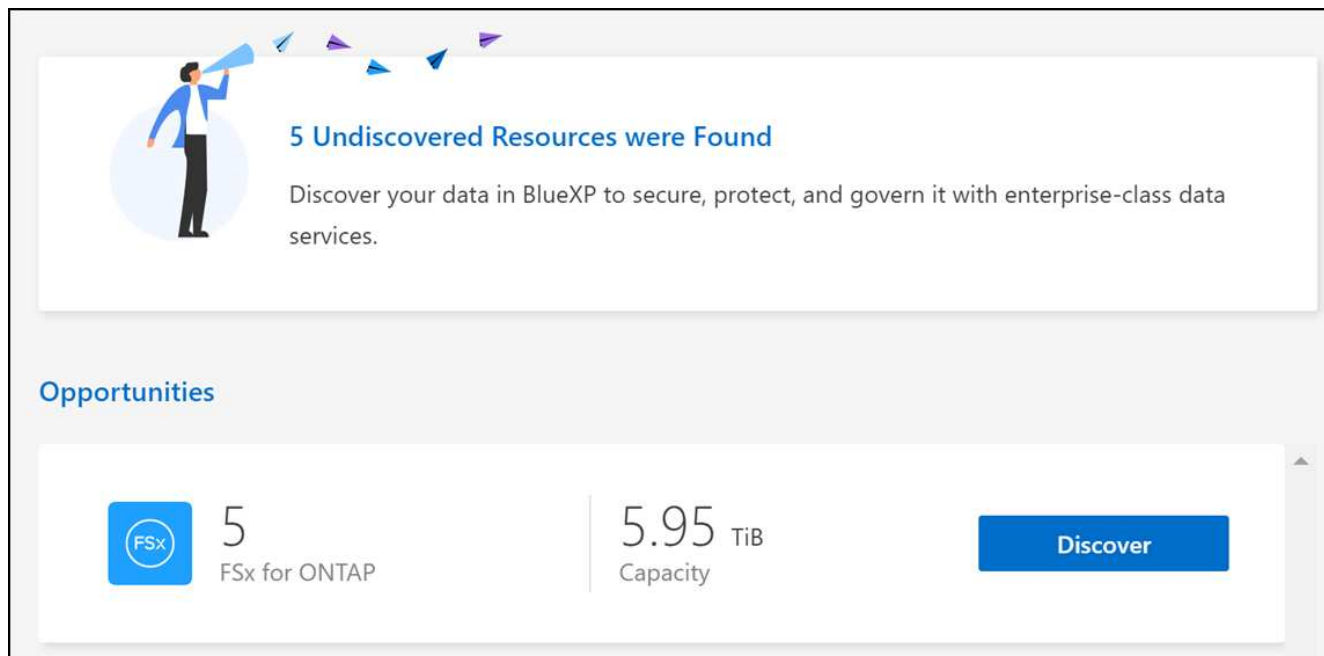 5 Undiscovered Resources were Found
Discover your data in BlueXP to secure, protect, and govern it with enterprise-class data
services.
Opportunities
FSx
5
FSx for ONTAP
5.95 TiB
Capacity
Discover